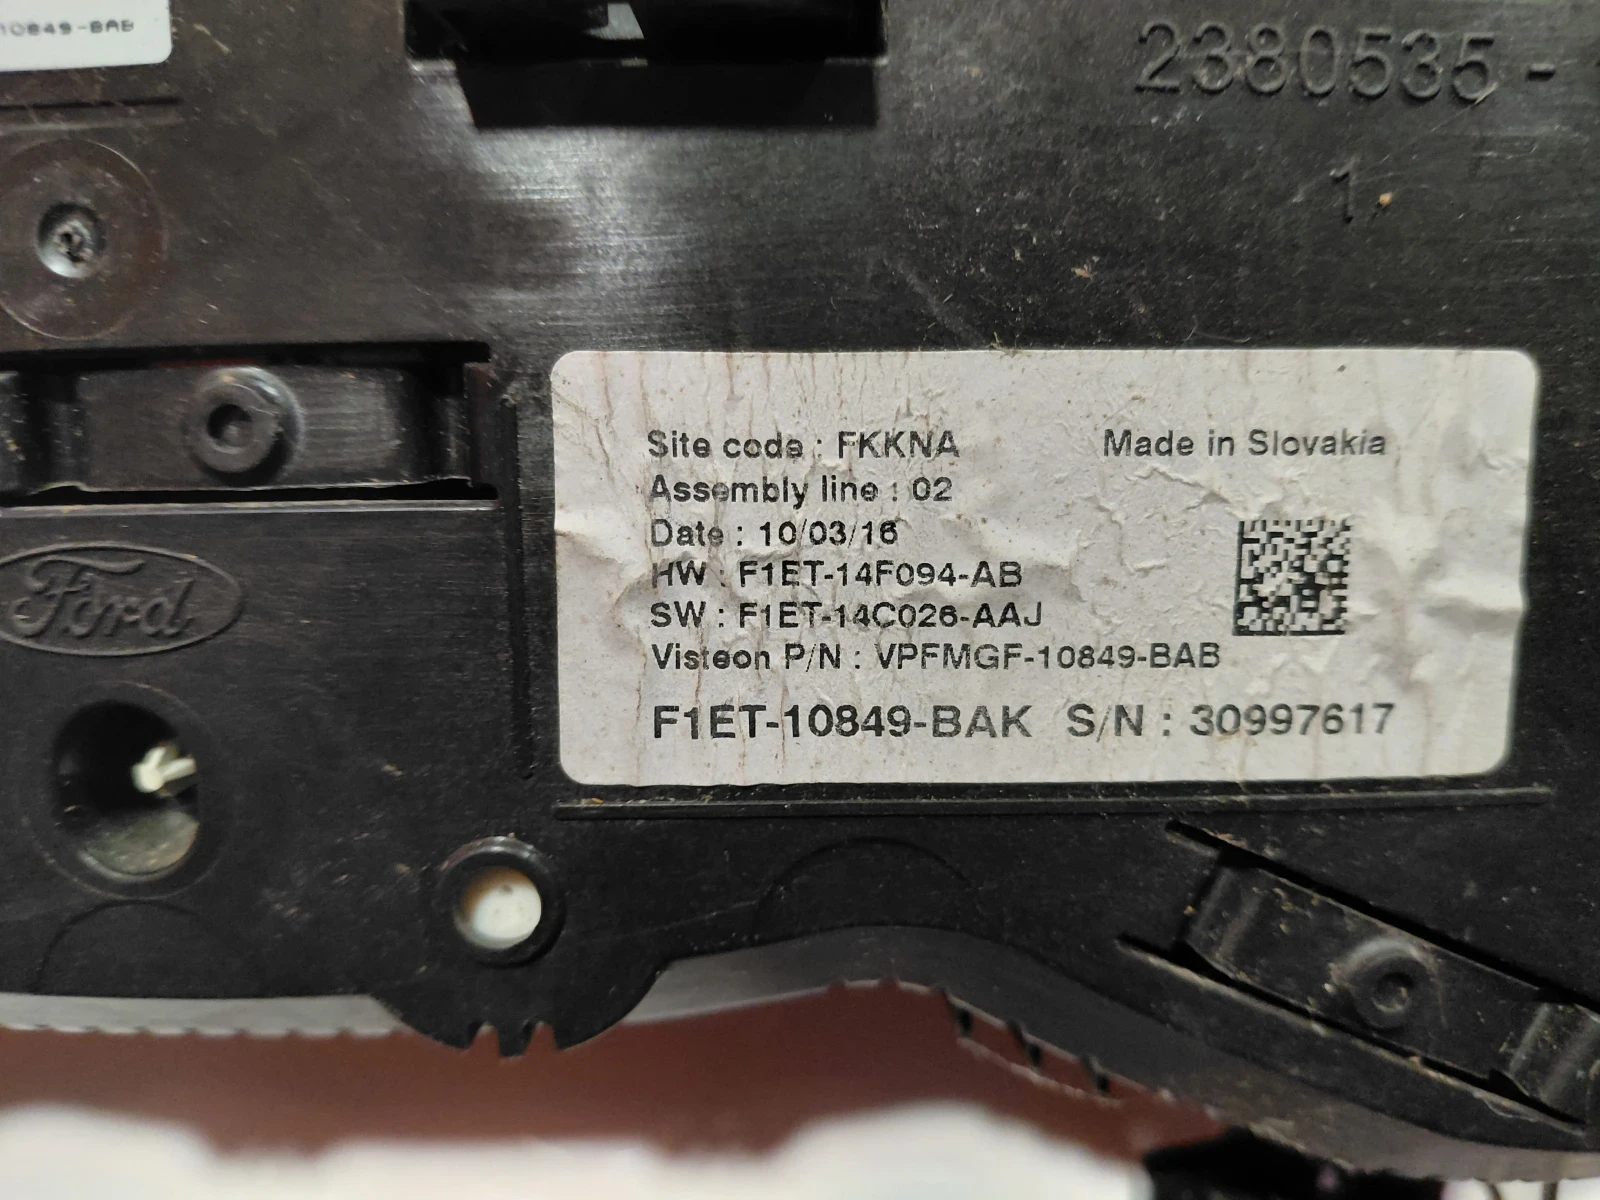 10849-BAB
2380535-
1
Site code : FKKNA
Made in Slovakia
Assembly line : 02
Date : 10/03/16
HW : F1ET-14F094-AB
SW : F1ET-14C026-AAJ
Visteon P/N : VPFMGF-10849-BAB
F1ET-10849-BAK S/N : 30997617
Ford